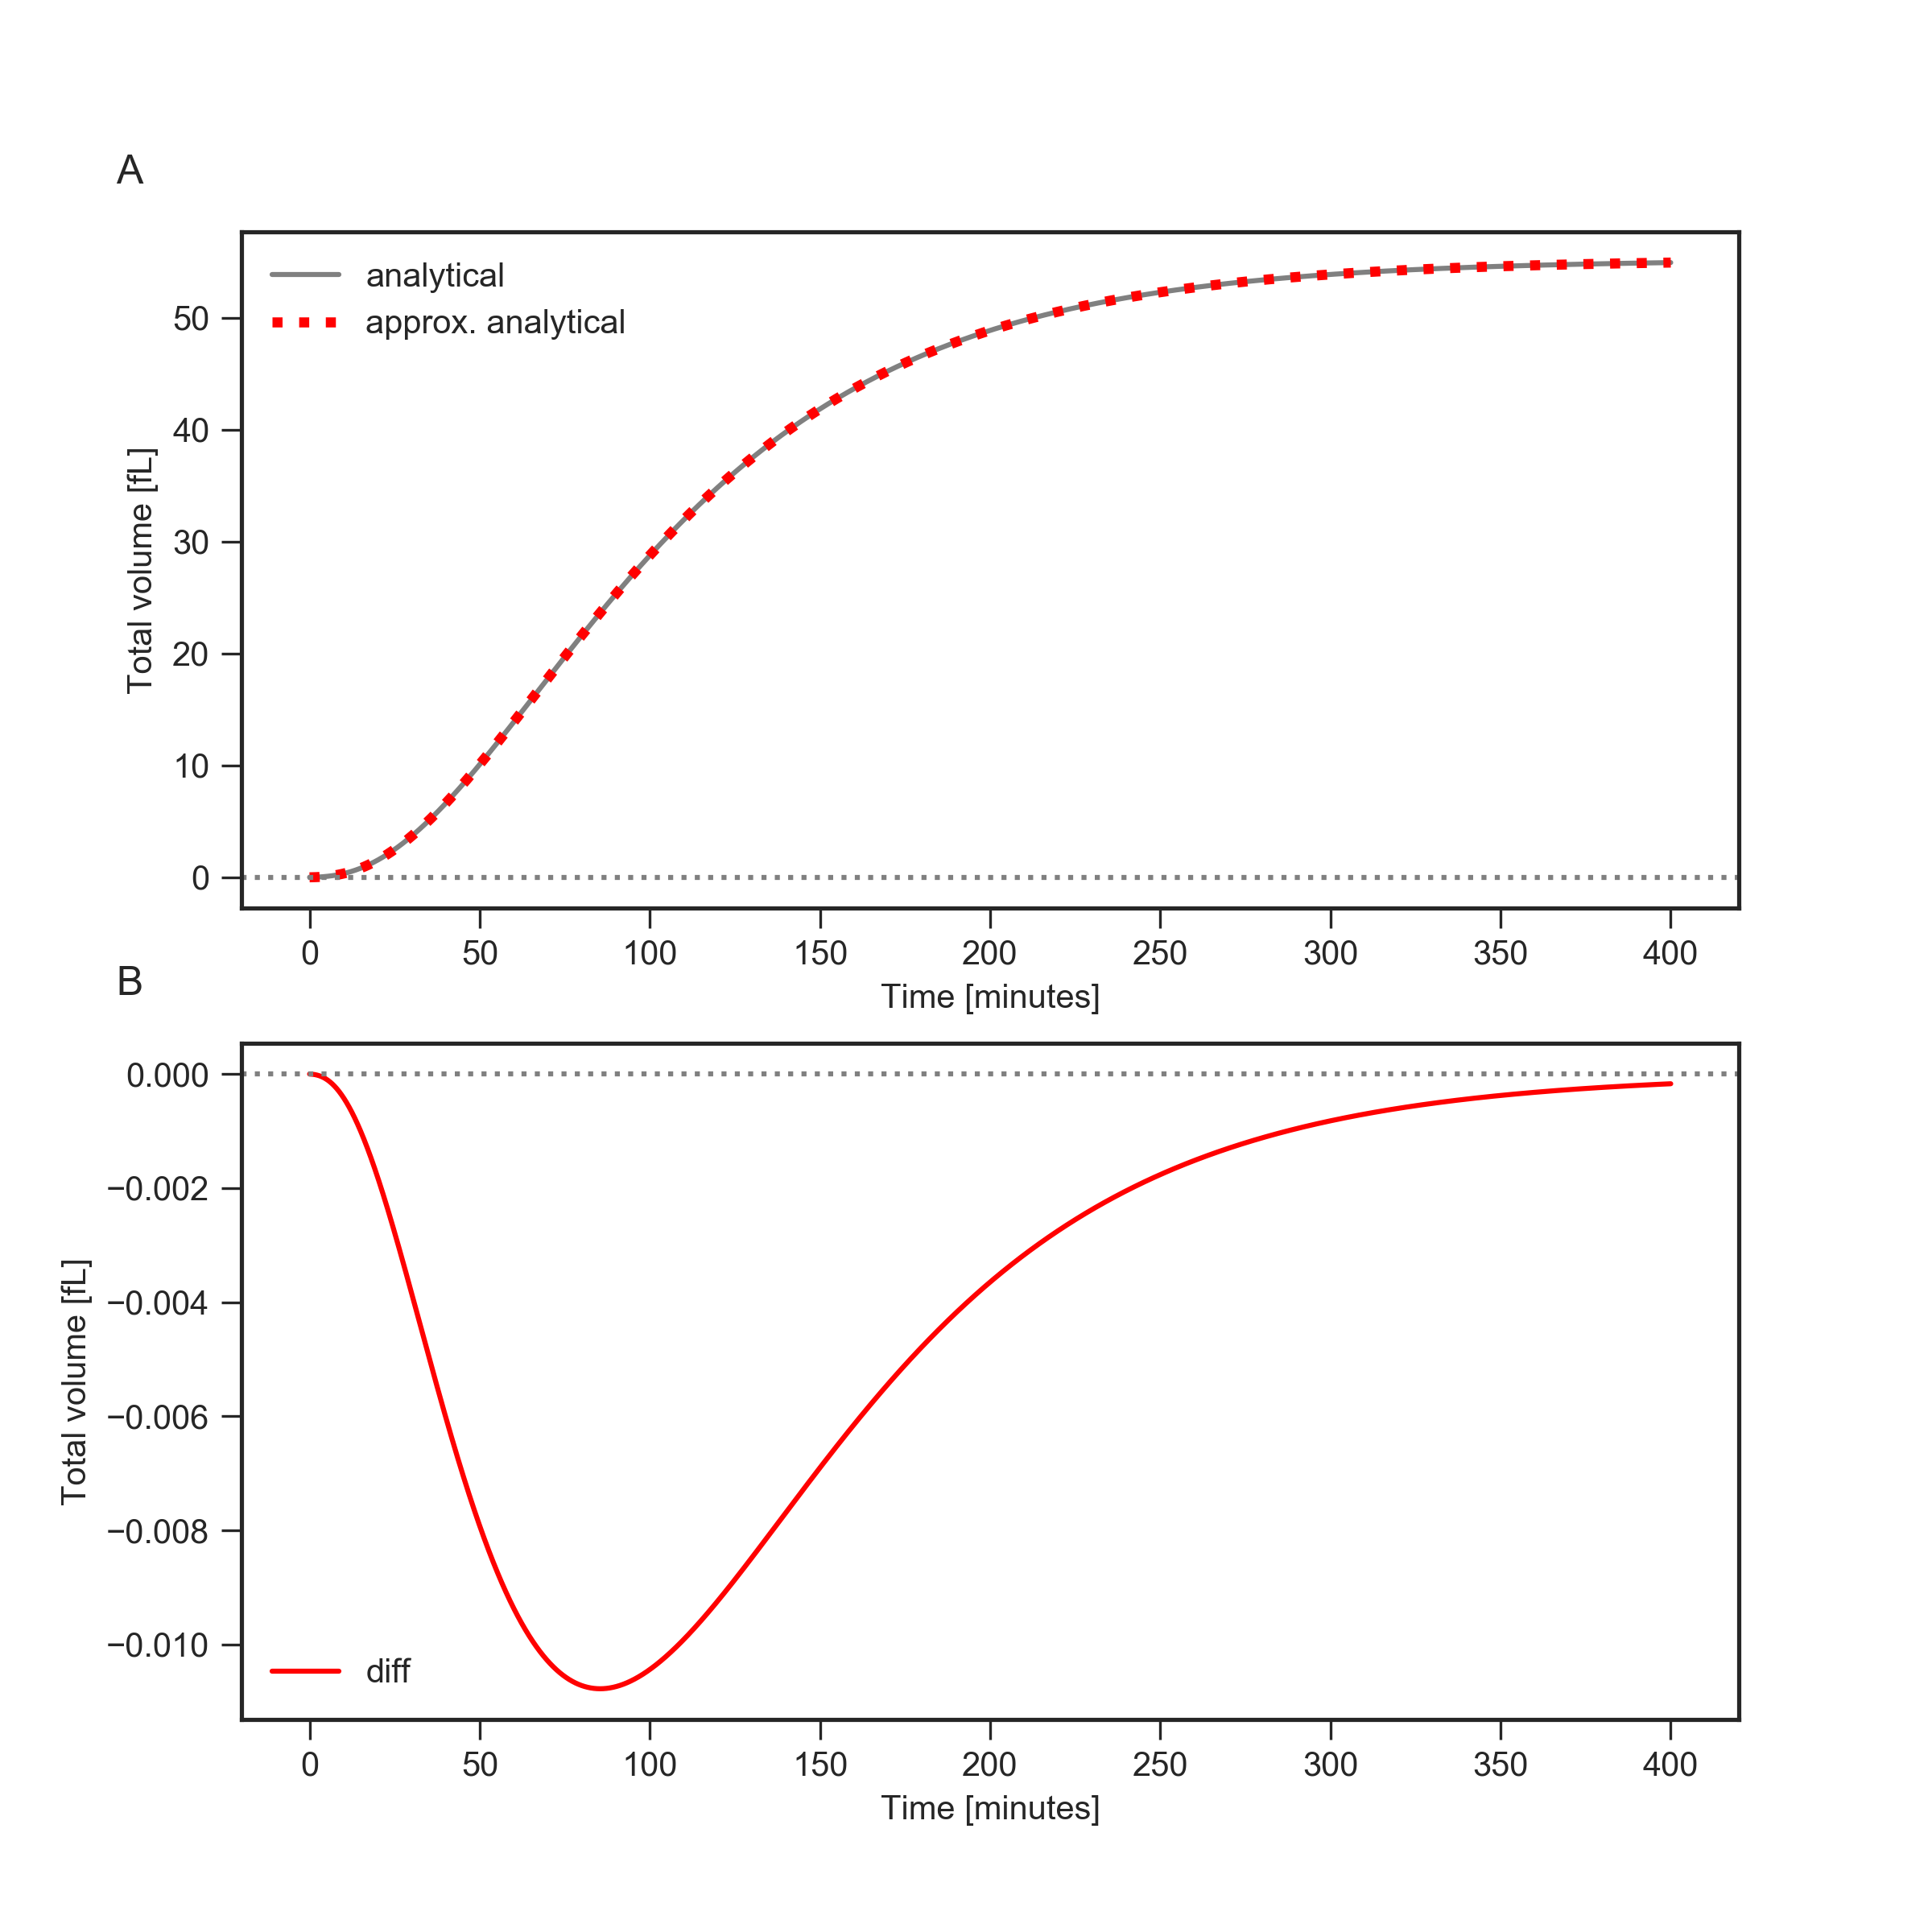 A
analytical
approx. analytical
Total volume [fL]
50
40
30
20
10
0
0 50 100 150 200 250 300 350 400
Time [minutes]
B
Total volume [fL]
0.000
−0.002
−0.004
−0.006
−0.008
−0.010
diff
0 50 100 150 200 250 300 350 400
Time [minutes]